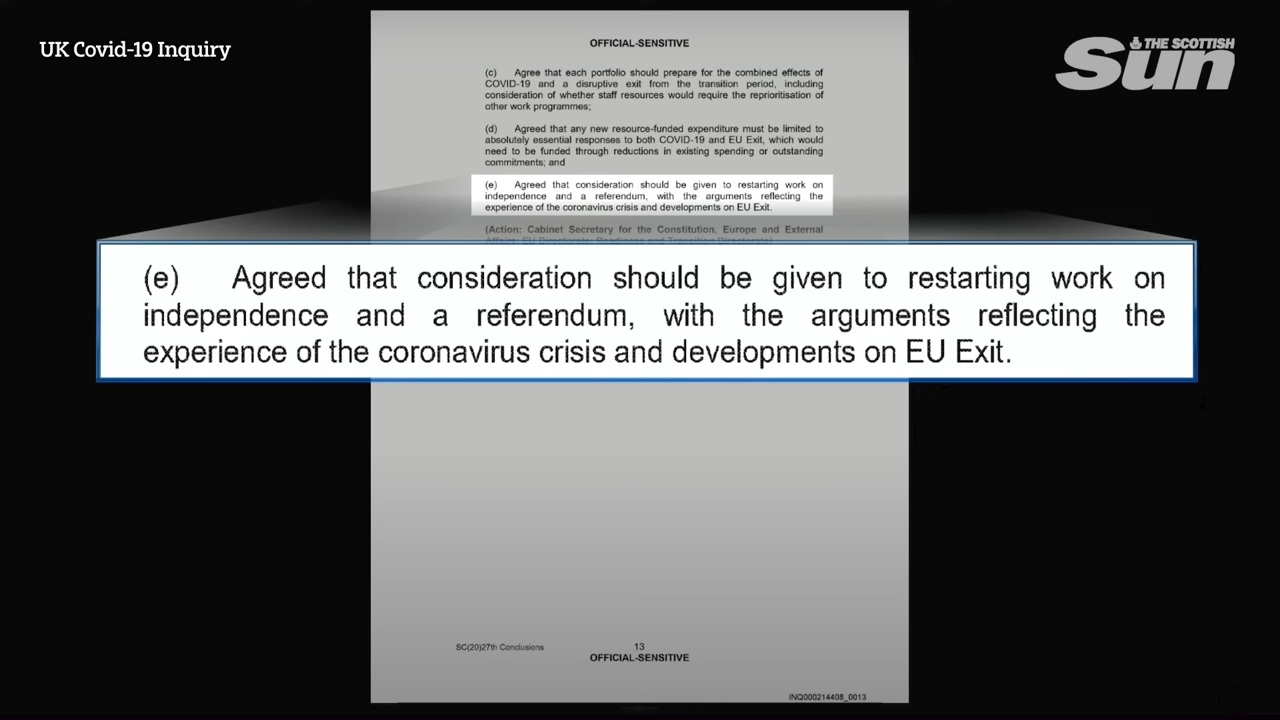 UK Covid-19 Inquiry
THE SCOTTISH
Sun
OFFICIAL-SENSITIVE
(c) Agree that each portfolio should prepare for the combined effects of
COVID-19 and a disruptive exit from the transition period, including
consideration of whether staff resources would require the reprioritisation of
other work programmes;
(d) Agreed that any new resource-funded expenditure must be limited to
absolutely essential responses to both COVID-19 and EU Exit, which would
need to be funded through reductions in existing spending or outstanding
commitments; and
(e) Agreed that consideration should be given to restarting work on
independence and a referendum, with the arguments reflecting the
experience of the coronavirus crisis and developments on EU Exit.
(Action: Cabinet Secretary for the Constitution, Europe and External
Affairs; EU Directorate; Readiness and Transition Directorate)
(e) Agreed that consideration should be given to restarting work on
independence and a referendum, with the arguments reflecting the
experience of the coronavirus crisis and developments on EU Exit.
SC(20)27th Conclusions
13
OFFICIAL-SENSITIVE
INQ000214408_0013